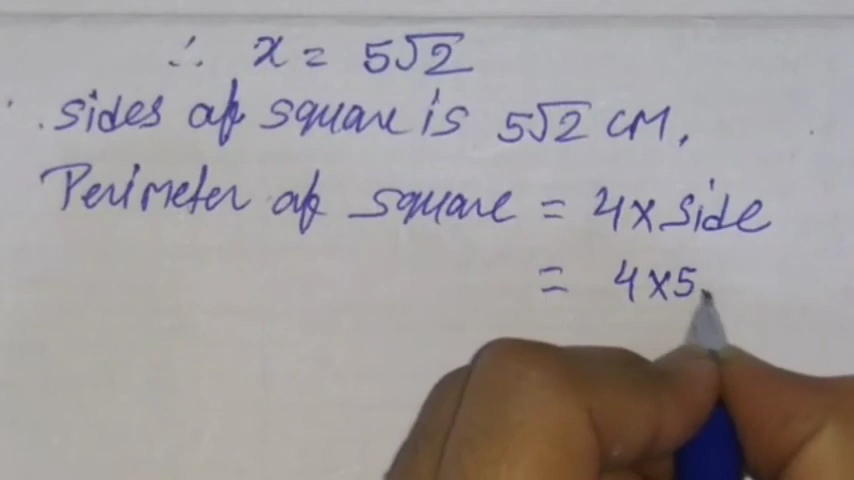 ∴ x = 5√2
sides of square is 5√2 cm.
Perimeter of square = 4×side
= 4×5